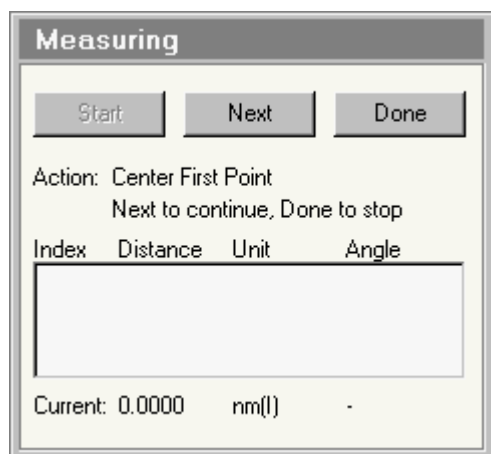 Measuring
Start Next Done
Action: Center First Point
Next to continue, Done to stop
Index Distance Unit Angle
Current: 0.0000 nm(I) -